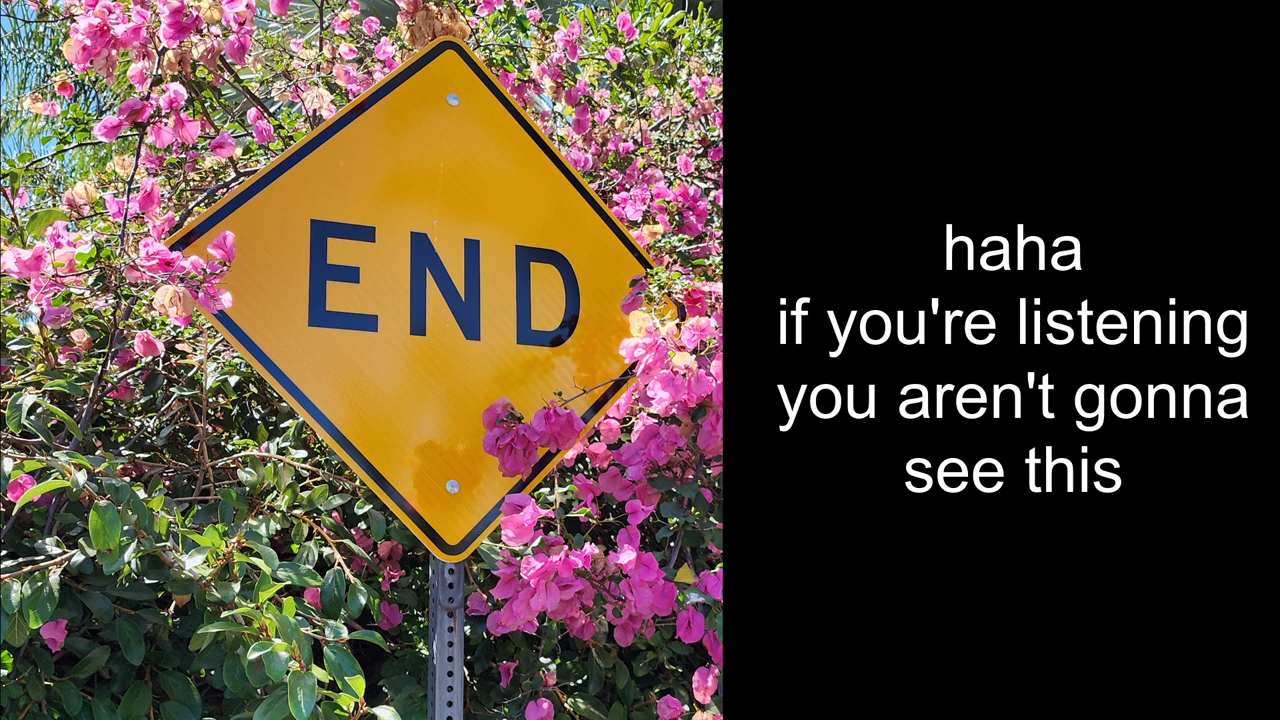 END
haha
if you're listening
you aren't gonna
see this